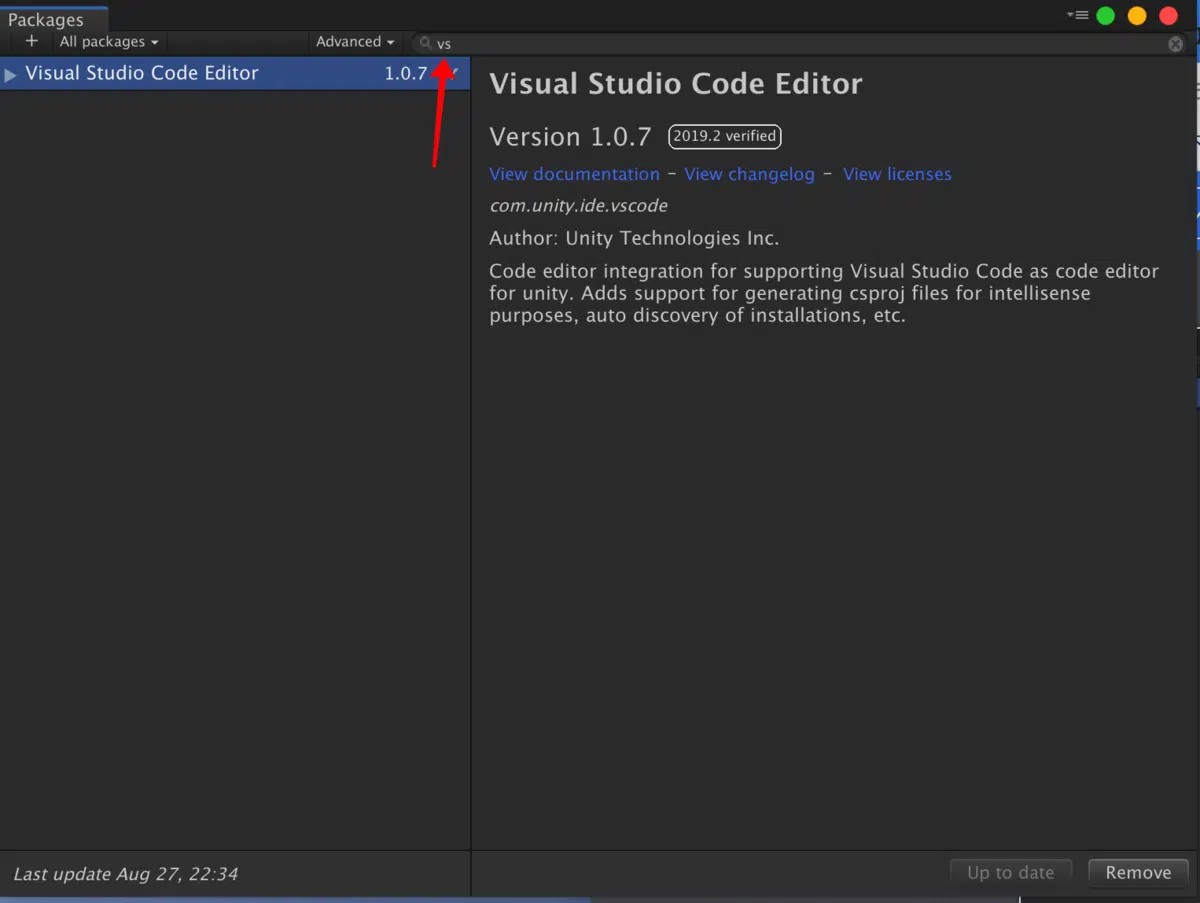 Packages
+ All packages Advanced vs
Visual Studio Code Editor 1.0.7
Visual Studio Code Editor
Version 1.0.7 2019.2 verified
View documentation - View changelog - View licenses
com.unity.ide.vscode
Author: Unity Technologies Inc.
Code editor integration for supporting Visual Studio Code as code editor
for unity. Adds support for generating csproj files for intellisense
purposes, auto discovery of installations, etc.
Last update Aug 27, 22:34
Up to date Remove